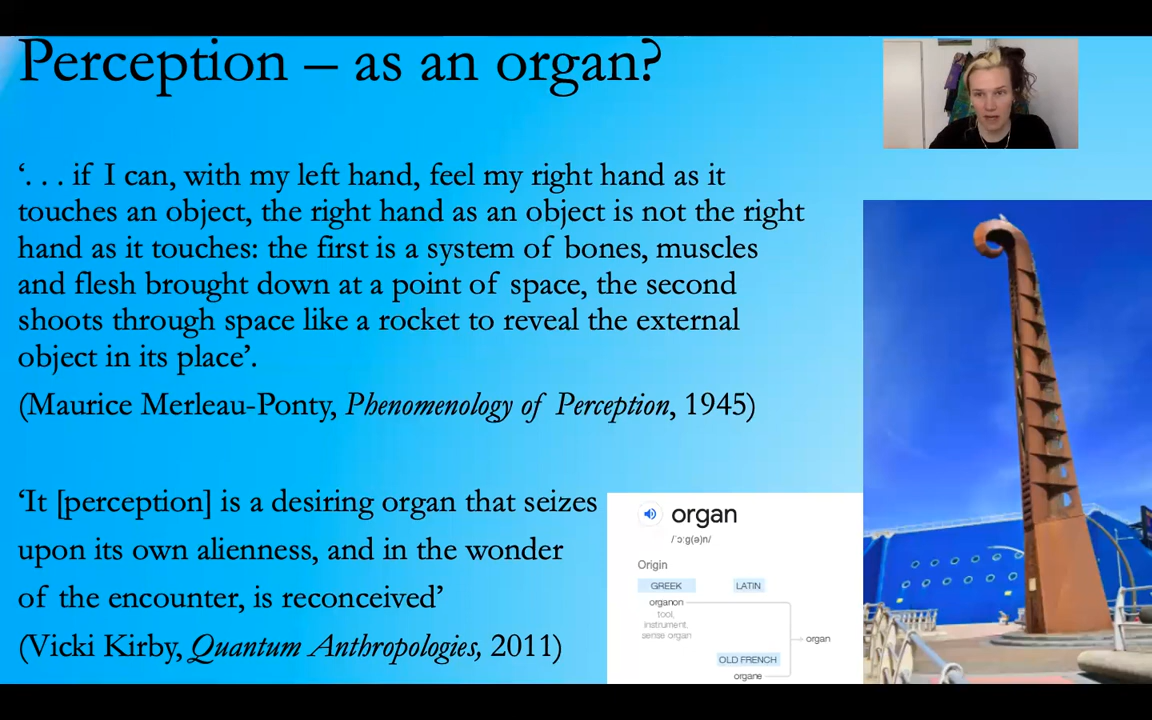 Perception – as an organ?
‘. . . if I can, with my left hand, feel my right hand as it
touches an object, the right hand as an object is not the right
hand as it touches: the first is a system of bones, muscles
and flesh brought down at a point of space, the second
shoots through space like a rocket to reveal the external
object in its place’.
(Maurice Merleau-Ponty, Phenomenology of Perception, 1945)
‘It [perception] is a desiring organ that seizes
upon its own alienness, and in the wonder
of the encounter, is reconceived’
(Vicki Kirby, Quantum Anthropologies, 2011)
organ
/ˈɔːɡ(ə)n/
Origin
GREEK LATIN
organon
tool,
instrument,
sense organ
organ
OLD FRENCH
organe